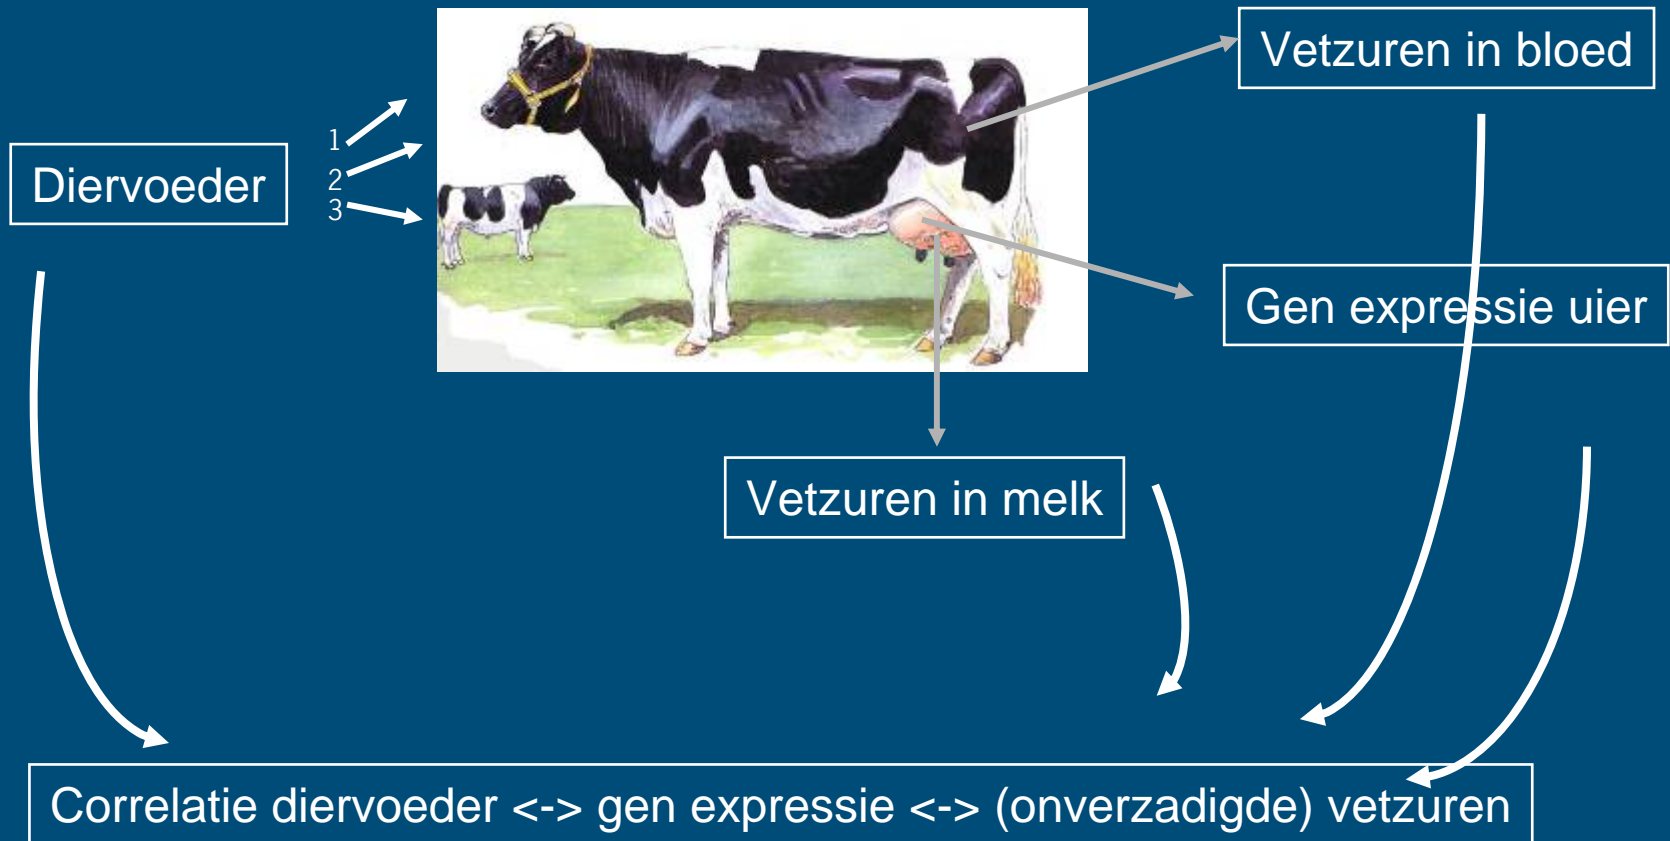 Vetzuren in bloed
Diervoeder
1
2
3
Gen expressie uier
Vetzuren in melk
Correlatie diervoeder <-> gen expressie <-> (onverzadigde) vetzuren